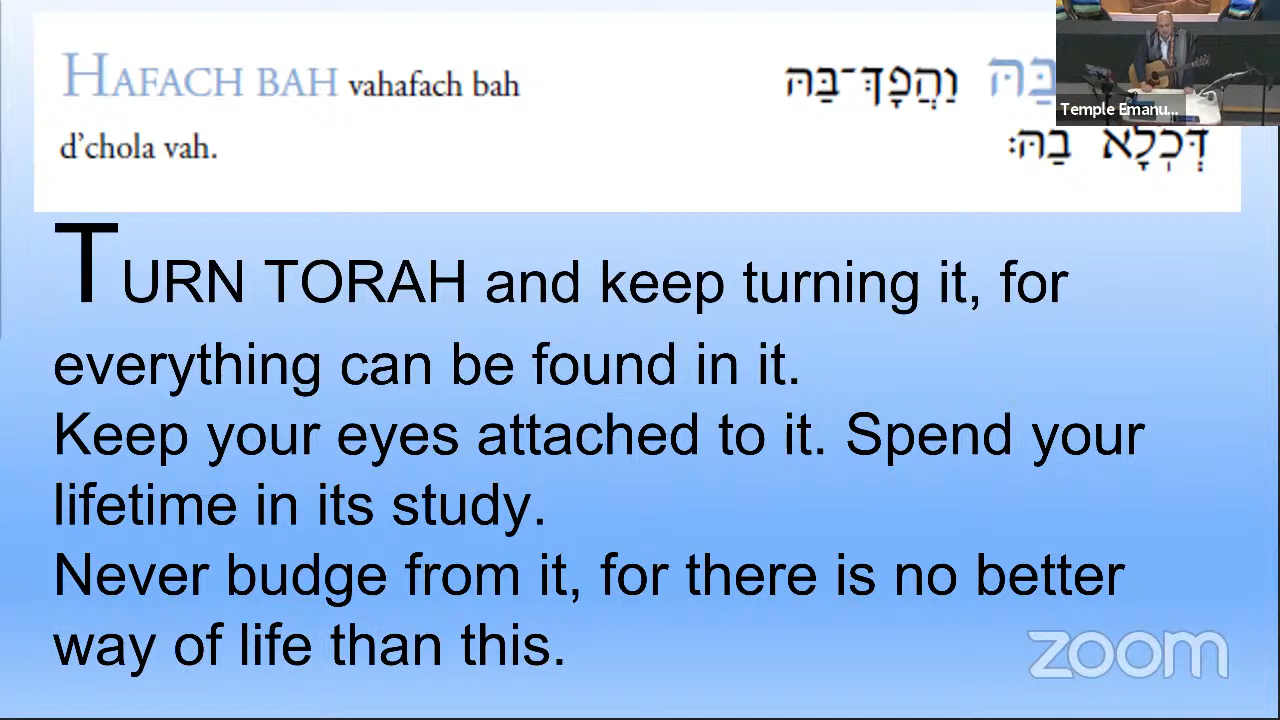 HAFACH BAH vahafach bah
d’chola vah.
בָּהּ וַהֲפָךְ־בַּהּ
דְּכֹלָּא בַהּ׃
Temple Emanu...
TURN TORAH and keep turning it, for
everything can be found in it.
Keep your eyes attached to it. Spend your
lifetime in its study.
Never budge from it, for there is no better
way of life than this.
zoom